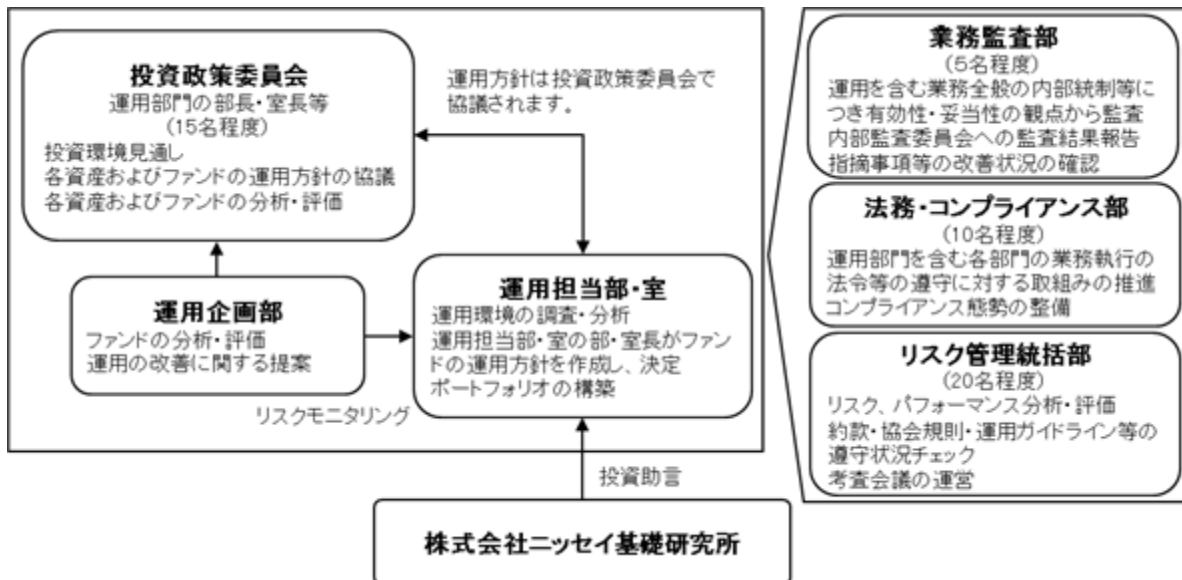 投資政策委員会
運用部門の部長・室長等
(15名程度)
投資環境見通し
各資産およびファンドの運用方針の協議
各資産およびファンドの分析・評価
運用方針は投資政策委員会で
協議されます。
運用企画部
ファンドの分析・評価
運用の改善に関する提案
リスクモニタリング
運用担当部・室
運用環境の調査・分析
運用担当部・室の部・室長がファン
ドの運用方針を作成し、決定
ポートフォリオの構築
投資助言
株式会社ニッセイ基礎研究所
業務監査部
(5名程度)
運用を含む業務全般の内部統制等に
つき有効性・妥当性の観点から監査
内部監査委員会への監査結果報告
指摘事項等の改善状況の確認
法務・コンプライアンス部
(10名程度)
運用部門を含む各部門の業務執行の
法令等の遵守に対する取組みの推進
コンプライアンス態勢の整備
リスク管理統括部
(20名程度)
リスク、パフォーマンス分析・評価
約款・協会規則・運用ガイドライン等の
遵守状況チェック
考査会議の運営